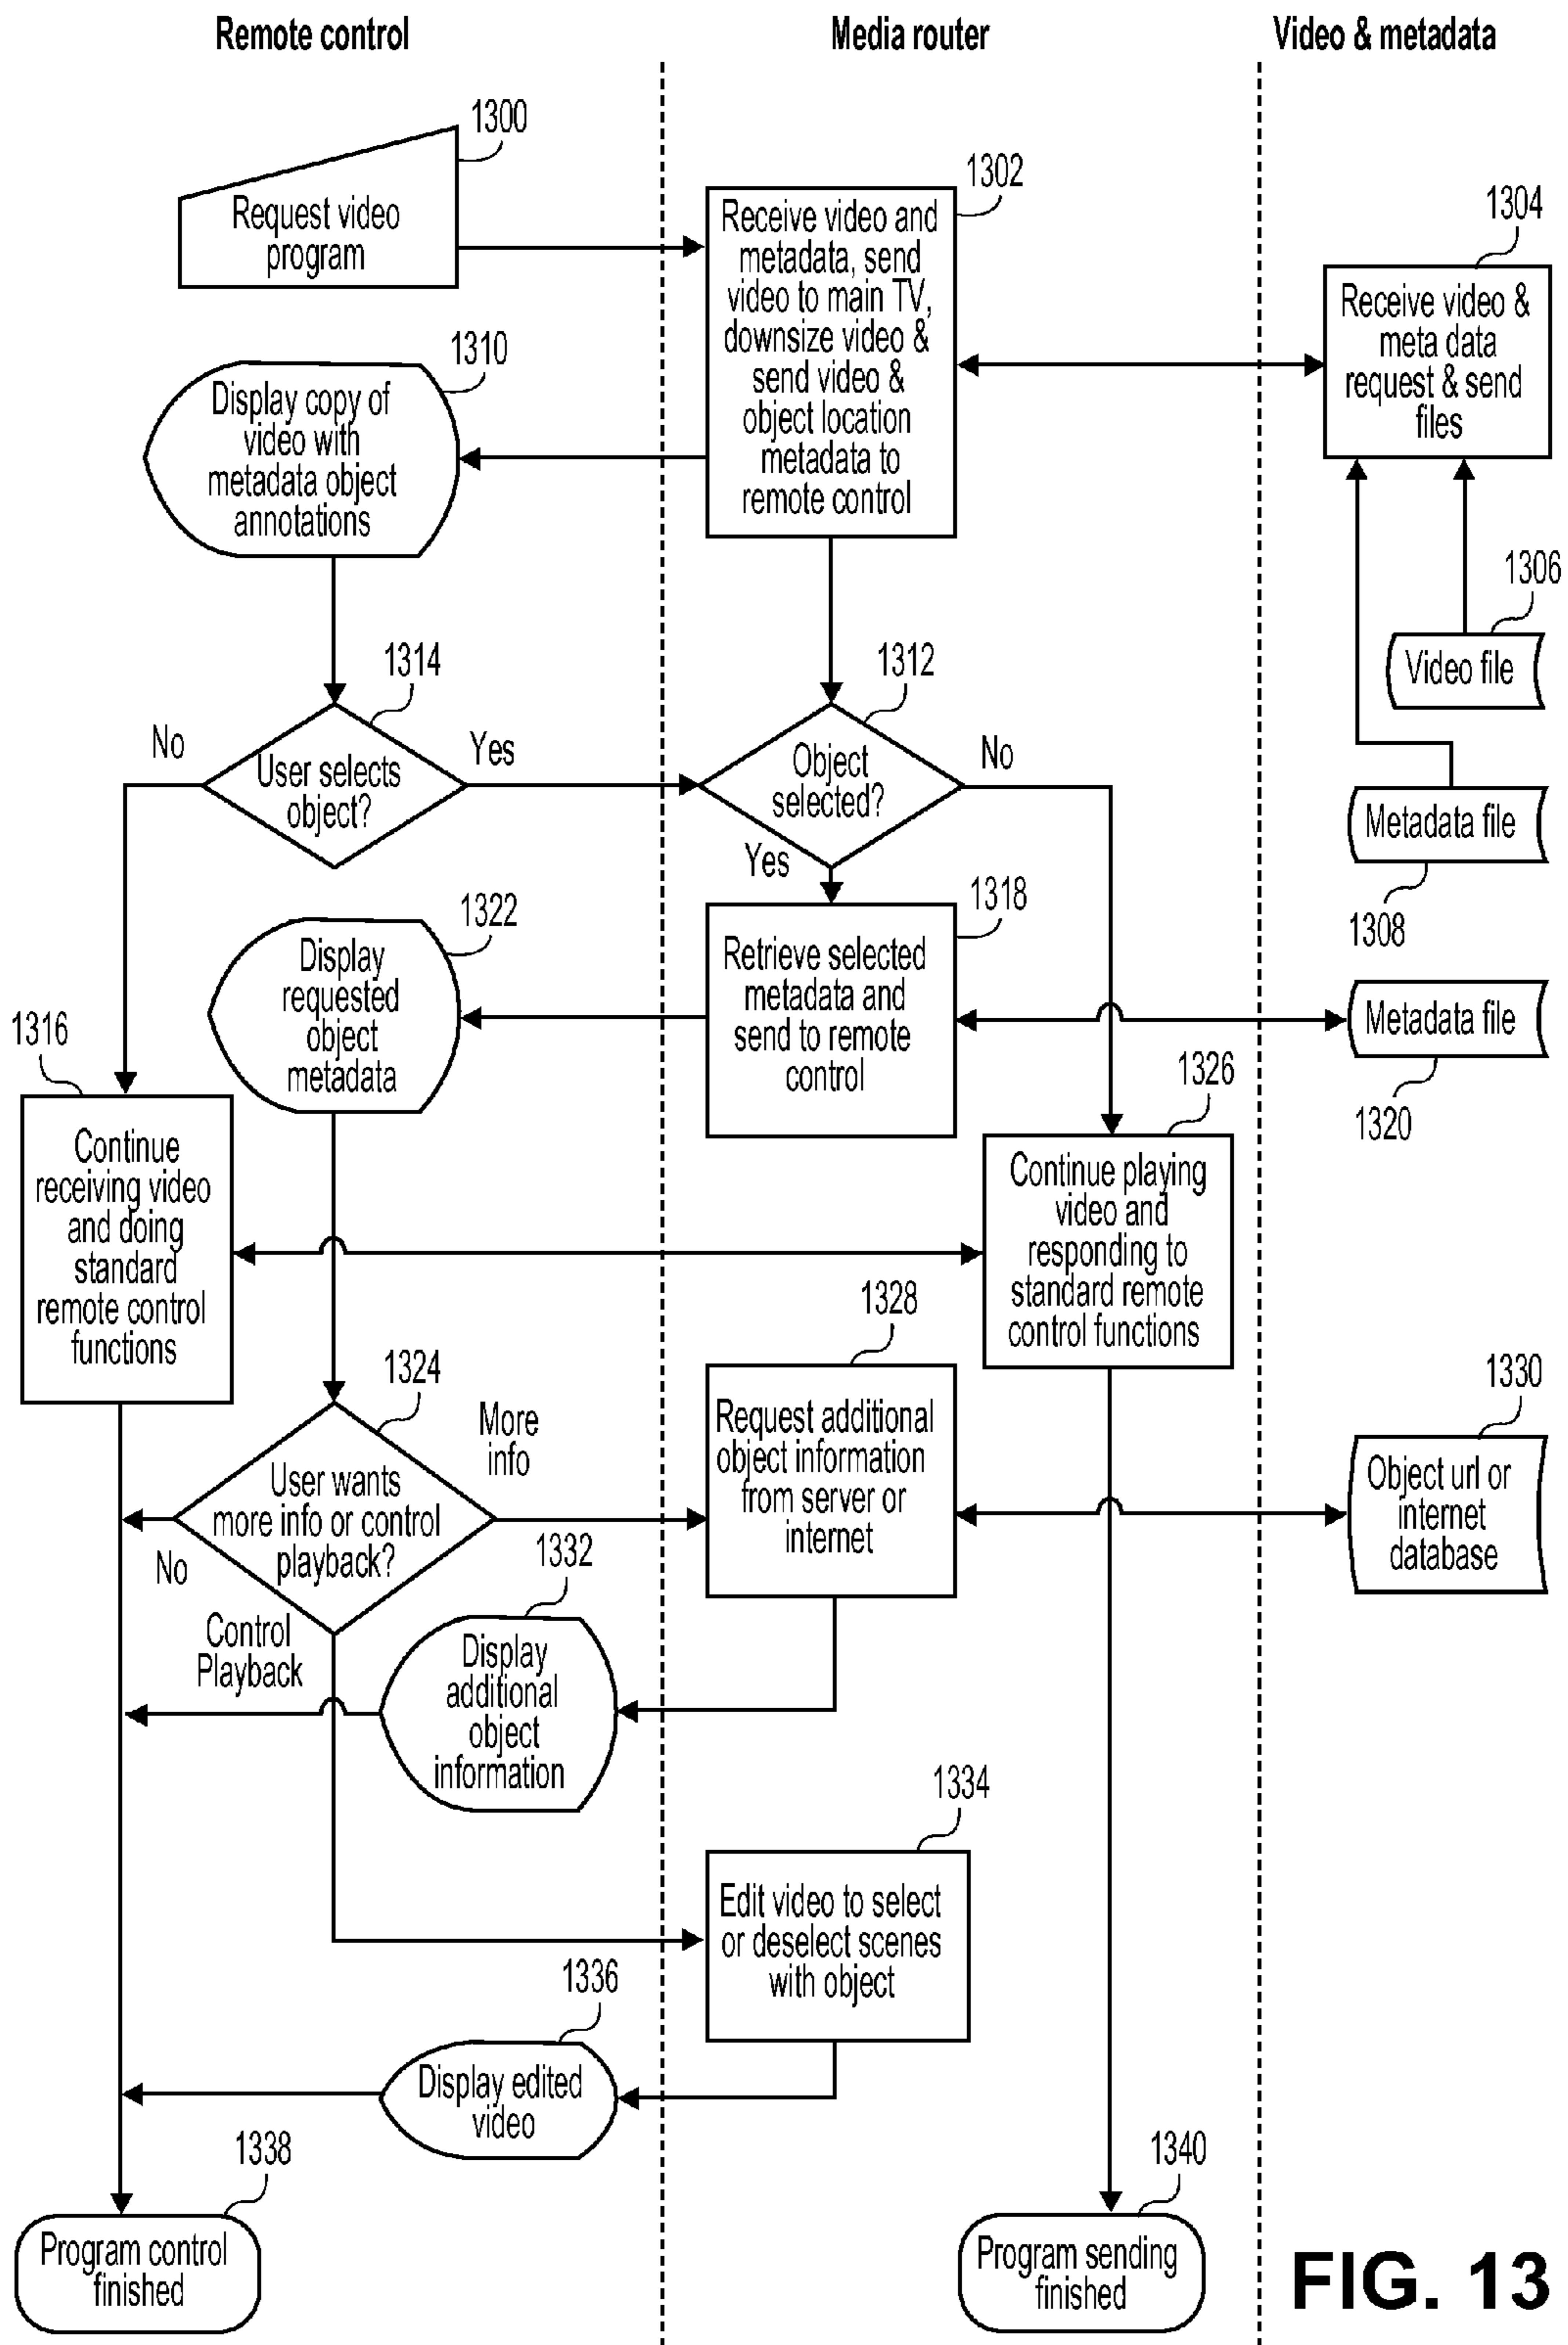 Remote control
Media router
Video & metadata
1300
Request video
program
1302
Receive video and
metadata, send
video to main TV,
downsize video &
send video &
object location
metadata to
remote control
1304
Receive video &
meta data
request & send
files
1310
Display copy of
video with
metadata object
annotations
1306
Video file
1314
No
User selects
object?
Yes
1312
Object
selected?
No
Yes
Metadata file
1308
1322
Display
requested
object
metadata
1318
Retrieve selected
metadata and
send to remote
control
Metadata file
1320
1316
Continue
receiving video
and doing
standard
remote control
functions
1326
Continue playing
video and
responding to
standard remote
control functions
1324
User wants
more info or control
playback?
More
info
No
Control
Playback
1328
Request additional
object information
from server or
internet
1330
Object url or
internet
database
1332
Display
additional
object
information
1334
Edit video to select
or deselect scenes
with object
1336
Display edited
video
1338
Program control
finished
1340
Program sending
finished
FIG. 13